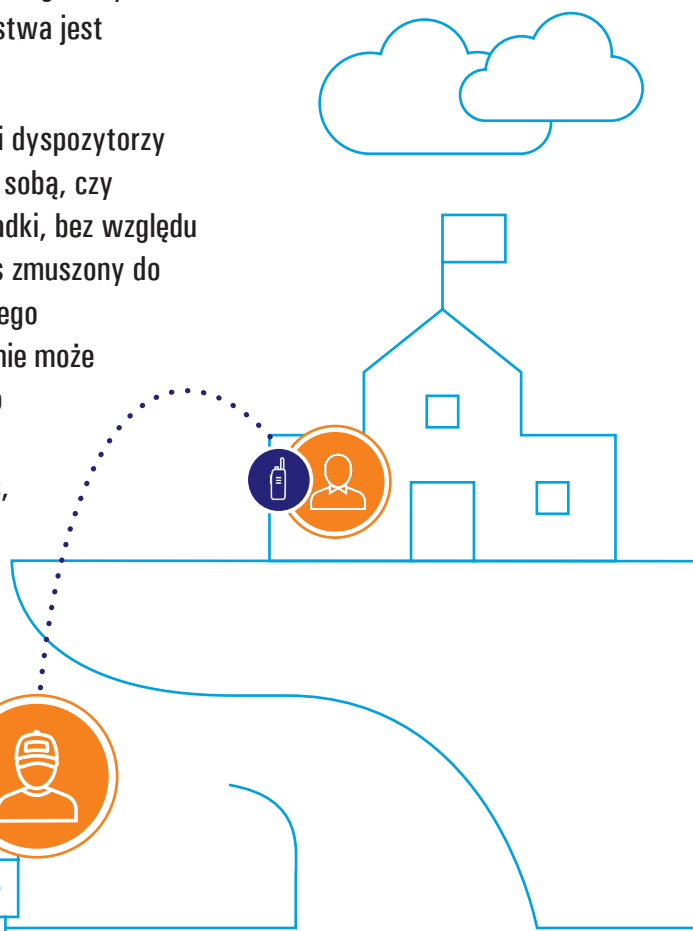 stwa jest
i dyspozytorzy
sobą, czy
adki, bez względu
s zmuszony do
ego
nie może
,